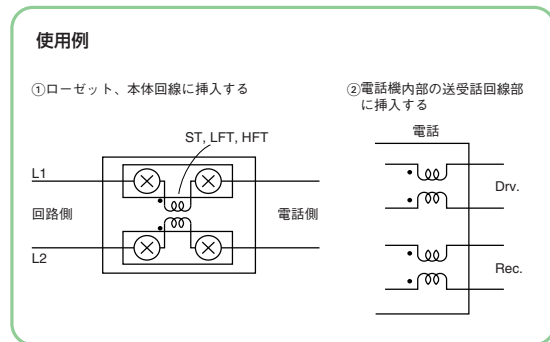 使用例
①ローゼット、本体回線に挿入する
ST, LFT, HFT
L1
回路側
電話側
L2
②電話機内部の送受話回線部
に挿入する
電話
Drv.
Rec.